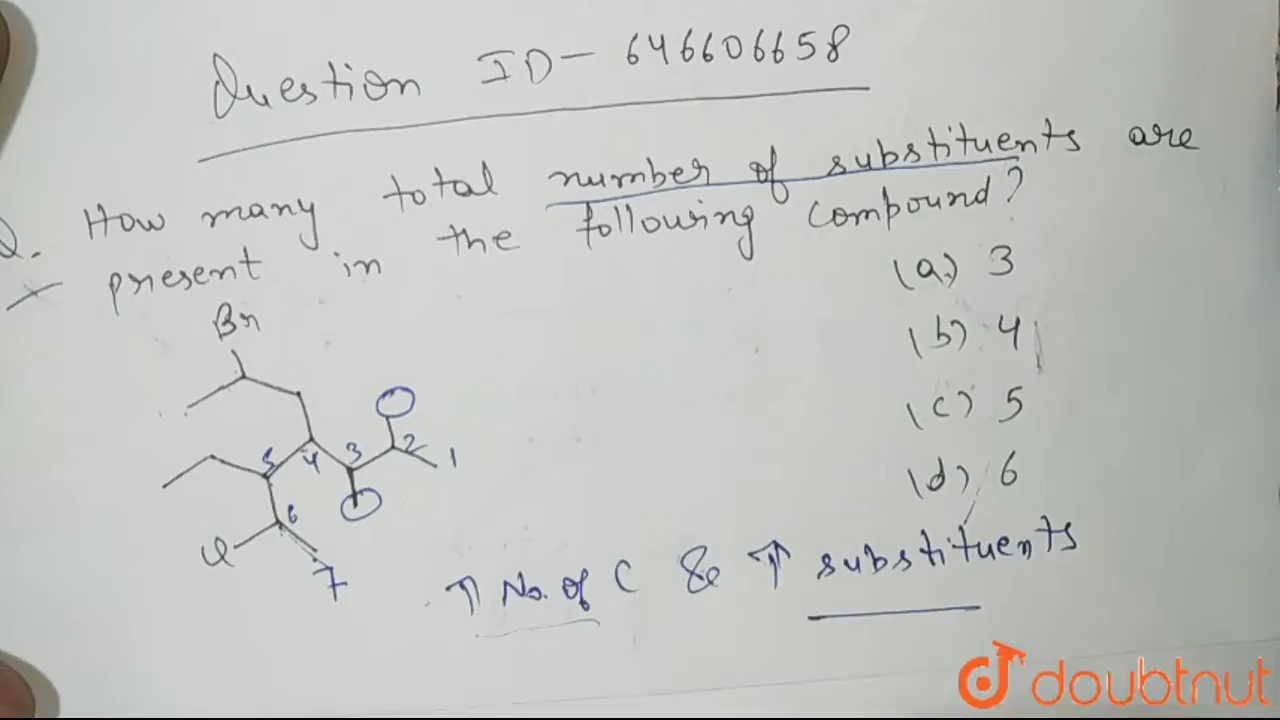 Question ID - 646606658
Q. How many total number of substituents are
present in the following compound?
(a) 3
(b) 4
(c) 5
(d) 6
Br
5 4 3 2 1
6
Cl
7
↑ No. of C & ↑ substituents
doubtnut